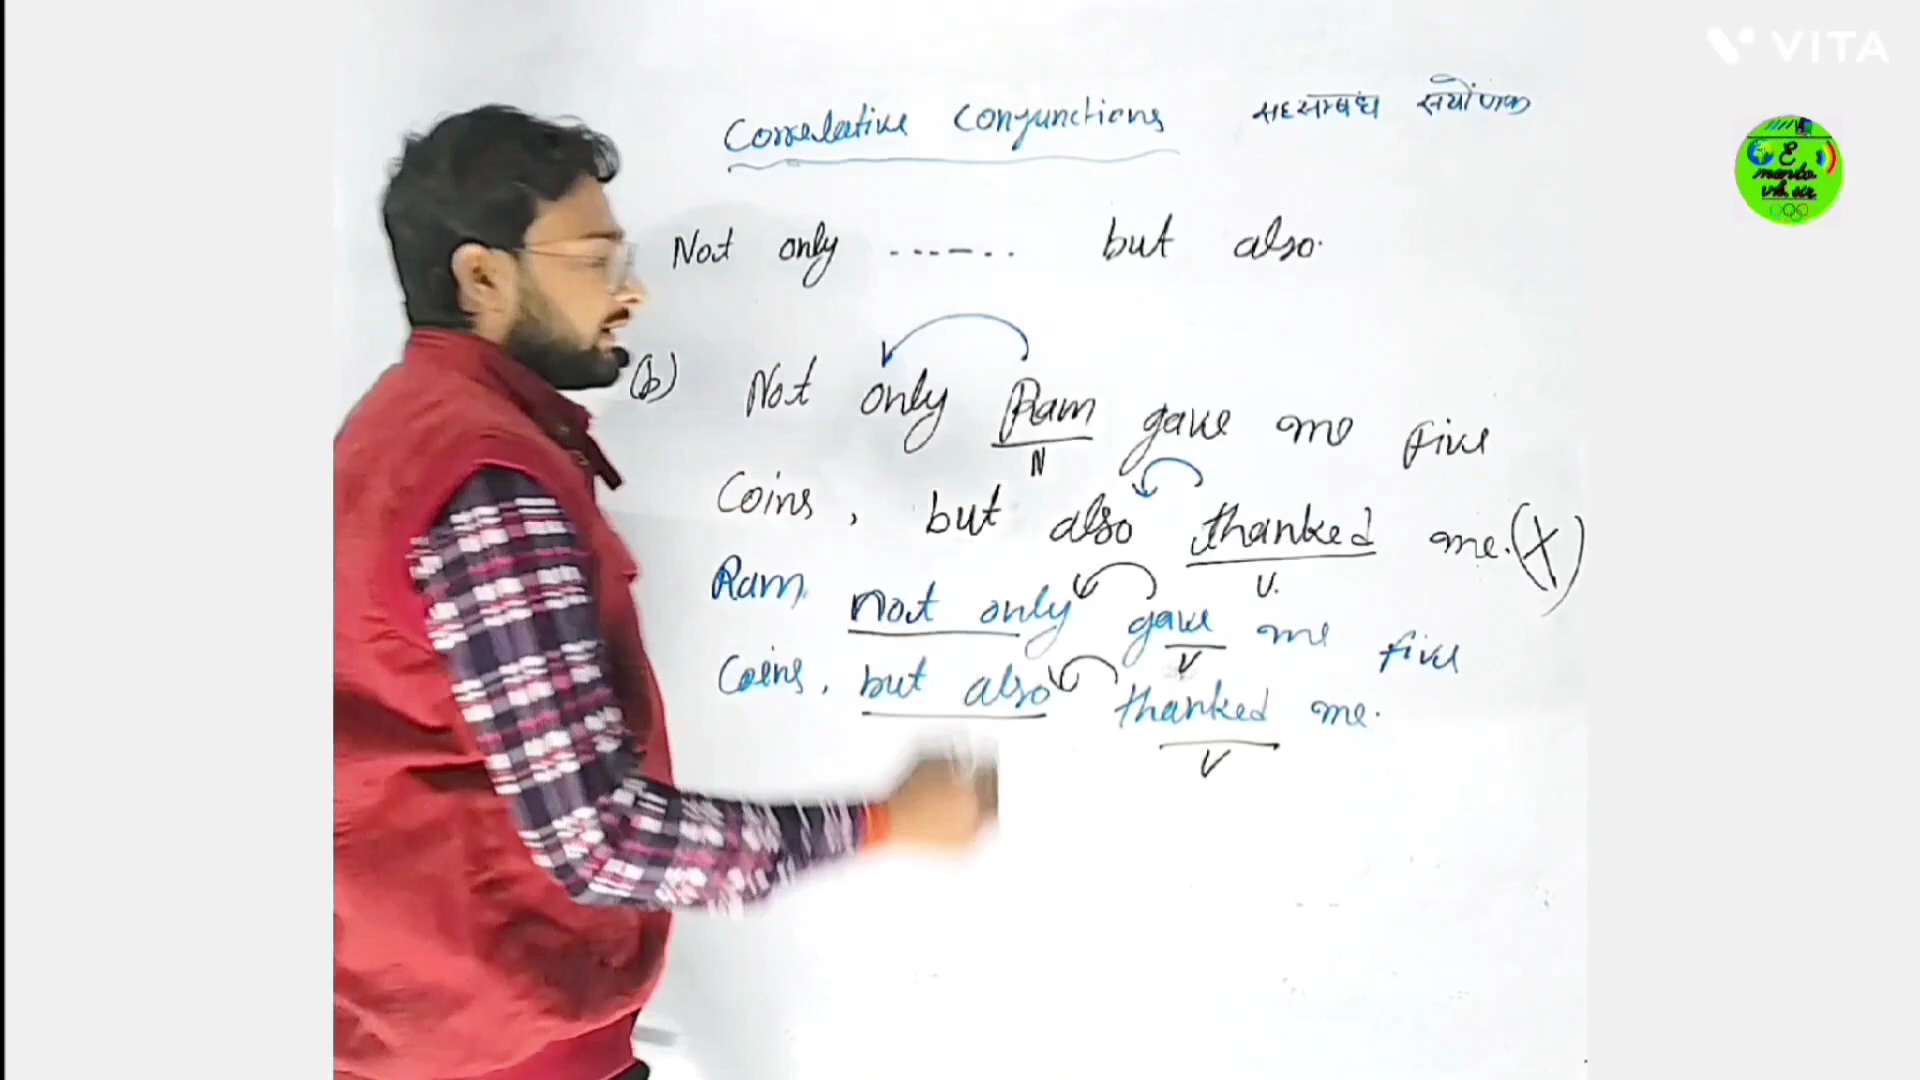 VITA
Correlative Conjunctions सहसम्बंध संयोजक
Not only ------- but also.
(b) Not only Ram gave me five
N
Coins, but also thanked me. (X)
V.
Ram not only gave me five
V
Coins, but also thanked me.
V
E